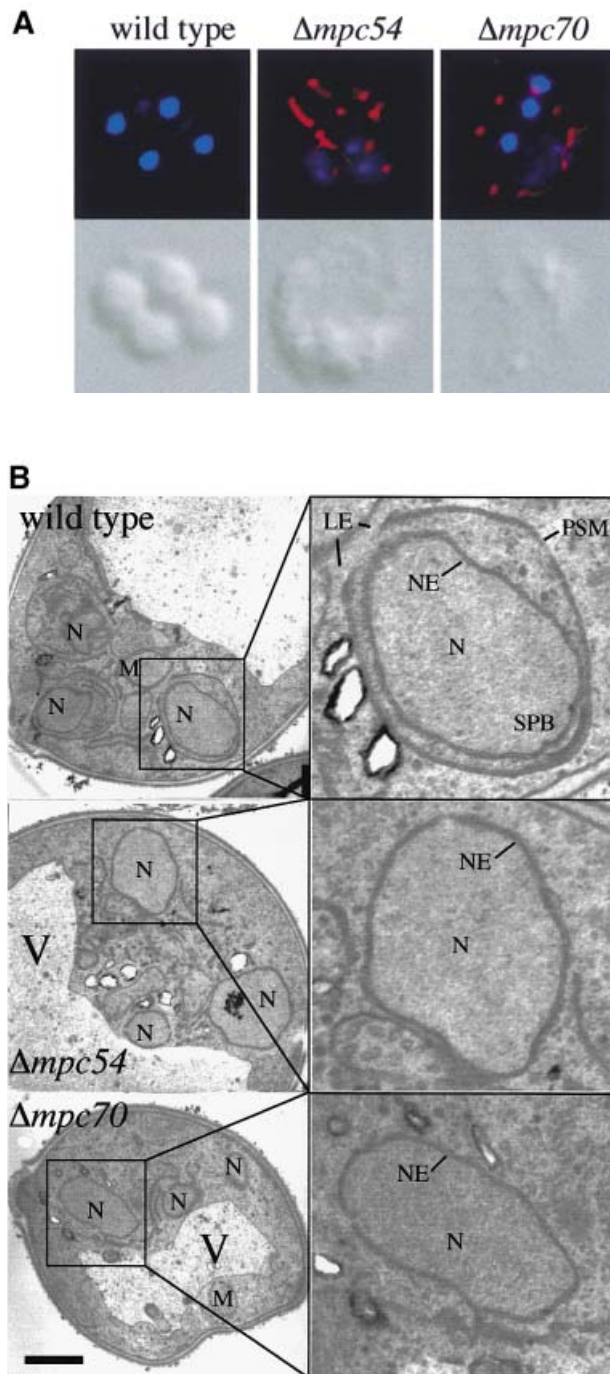 A
wild type Δmpc54 Δmpc70
B
wild type
N
N
M
N
LE
PSM
NE
N
SPB
N
V
N
N
Δmpc54
NE
N
Δmpc70
N
N
N
V
M
NE
N